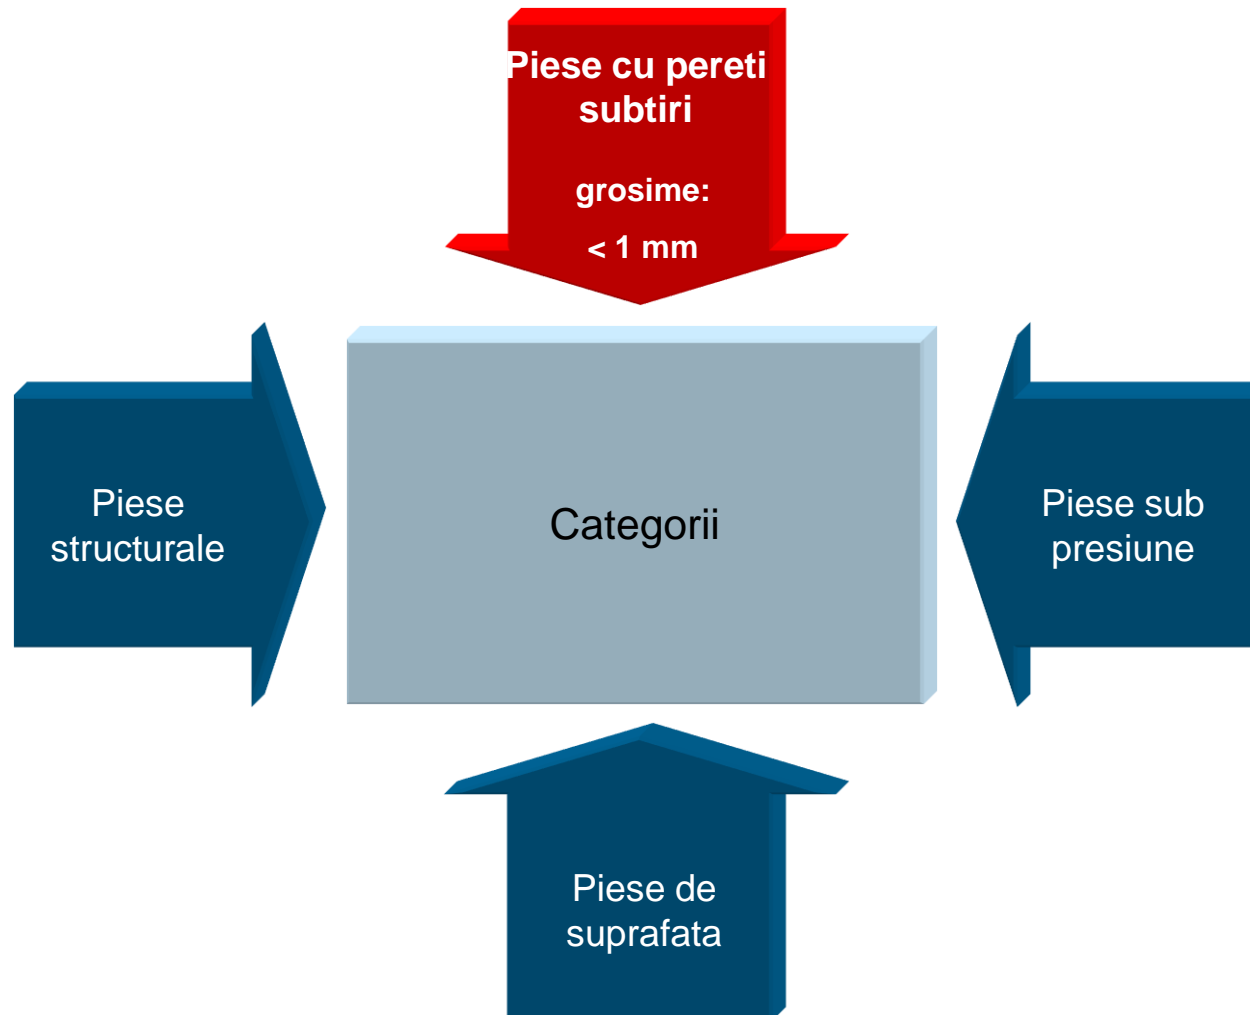 Piese cu pereti
subtiri
grosime:
< 1 mm
Piese
structurale
Categorii
Piese sub
presiune
Piese de
suprafata